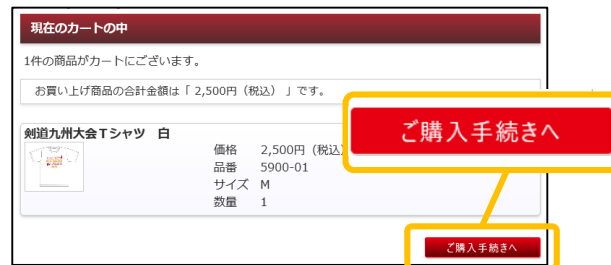 現在のカートの中
1件の商品がカートにございます。
お買い上げ商品の合計金額は「 2,500円（税込） 」です。
剣道九州大会Tシャツ　白
価格 2,500円（税込
品番 5900-01
サイズ M
数量 1
ご購入手続きへ
ご購入手続きへ